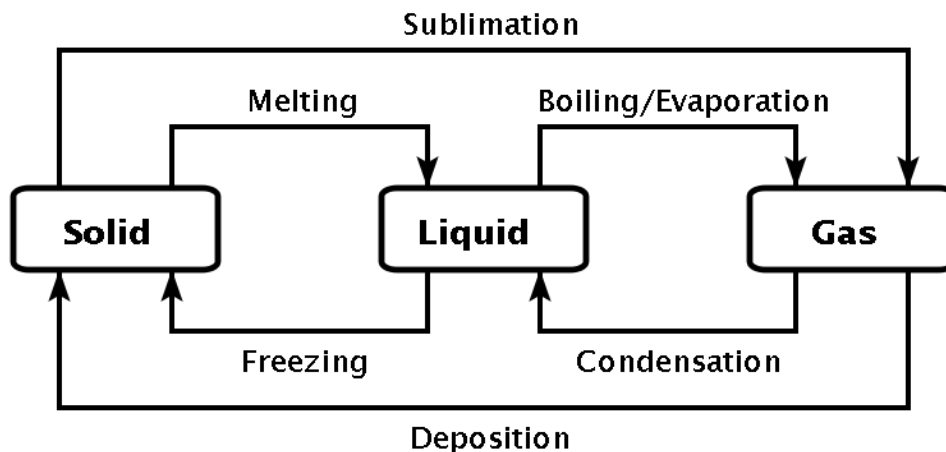 Sublimation
Melting
Boiling/Evaporation
Solid
Liquid
Gas
Freezing
Condensation
Deposition